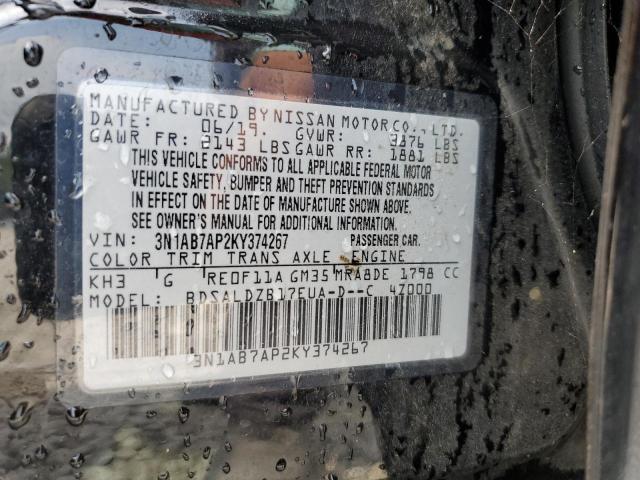 MANUFACTURED BY NISSAN MOTOR CO., LTD.
DATE: 06/19. GVWR: 3876 LBS
GAWR FR: 2143 LBS GAWR RR: 1881 LBS
THIS VEHICLE CONFORMS TO ALL APPLICABLE FEDERAL MOTOR
VEHICLE SAFETY, BUMPER AND THEFT PREVENTION STANDARDS
IN EFFECT ON THE DATE OF MANUFACTURE SHOWN ABOVE.
SEE OWNER'S MANUAL FOR ADDITIONAL INFORMATION.
VIN: 3N1AB7AP2KY374267 PASSENGER CAR.
COLOR TRIM TRANS AXLE ENGINE
KH3 G RE0F11A GM35 MRA8DE 1798 CC
MODEL: BDSALDZB17EUA-D--C 4Z000
3N1AB7AP2KY374267